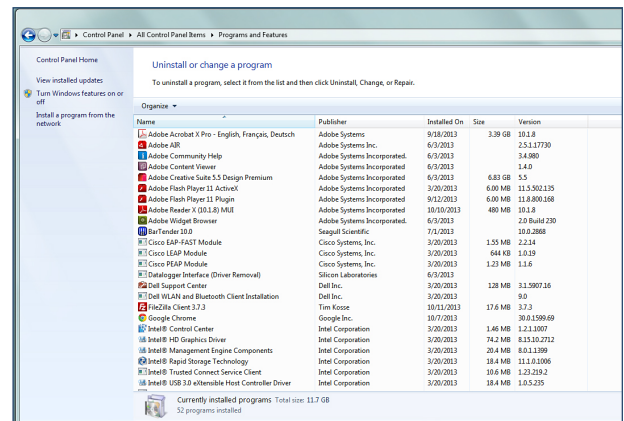 Control Panel ▸ All Control Panel Items ▸ Programs and Features
Control Panel Home
View installed updates
Turn Windows features on or off
Install a program from the network
Uninstall or change a program
To uninstall a program, select it from the list and then click Uninstall, Change, or Repair.
Organize
Name Publisher Installed On Size Version
Adobe Acrobat X Pro - English, Français, Deutsch Adobe Systems 9/18/2013 3.39 GB 10.1.8
Adobe AIR Adobe Systems Inc. 6/3/2013 2.5.1.17730
Adobe Community Help Adobe Systems Incorporated. 6/3/2013 3.4.980
Adobe Content Viewer Adobe Systems Incorporated 6/3/2013 1.4.0
Adobe Creative Suite 5.5 Design Premium Adobe Systems Incorporated 6/3/2013 6.83 GB 5.5
Adobe Flash Player 11 ActiveX Adobe Systems Incorporated 3/20/2013 6.00 MB 11.5.502.135
Adobe Flash Player 11 Plugin Adobe Systems Incorporated 9/12/2013 6.00 MB 11.8.800.168
Adobe Reader X (10.1.8) MUI Adobe Systems Incorporated 10/10/2013 480 MB 10.1.8
Adobe Widget Browser Adobe Systems Incorporated. 6/3/2013 2.0 Build 230
BarTender 10.0 Seagull Scientific 7/1/2013 10.0.2868
Cisco EAP-FAST Module Cisco Systems, Inc. 3/20/2013 1.55 MB 2.2.14
Cisco LEAP Module Cisco Systems, Inc. 3/20/2013 644 KB 1.0.19
Cisco PEAP Module Cisco Systems, Inc. 3/20/2013 1.23 MB 1.1.6
Datalogger Interface (Driver Removal) Silicon Laboratories 6/3/2013
Dell Support Center Dell Inc. 3/20/2013 128 MB 3.1.5907.16
Dell WLAN and Bluetooth Client Installation Dell Inc. 3/20/2013 9.0
FileZilla Client 3.7.3 Tim Kosse 10/11/2013 17.6 MB 3.7.3
Google Chrome Google Inc. 10/7/2013 30.0.1599.69
Intel® Control Center Intel Corporation 3/20/2013 1.46 MB 1.2.1.1007
Intel® HD Graphics Driver Intel Corporation 3/20/2013 74.2 MB 8.15.10.2712
Intel® Management Engine Components Intel Corporation 3/20/2013 20.4 MB 8.0.1.1399
Intel® Rapid Storage Technology Intel Corporation 3/20/2013 18.4 MB 11.1.0.1006
Intel® Trusted Connect Service Client Intel Corporation 3/20/2013 10.6 MB 1.23.219.2
Intel® USB 3.0 eXtensible Host Controller Driver Intel Corporation 3/20/2013 18.4 MB 1.0.5.235
Currently installed programs Total size: 11.7 GB
52 programs installed